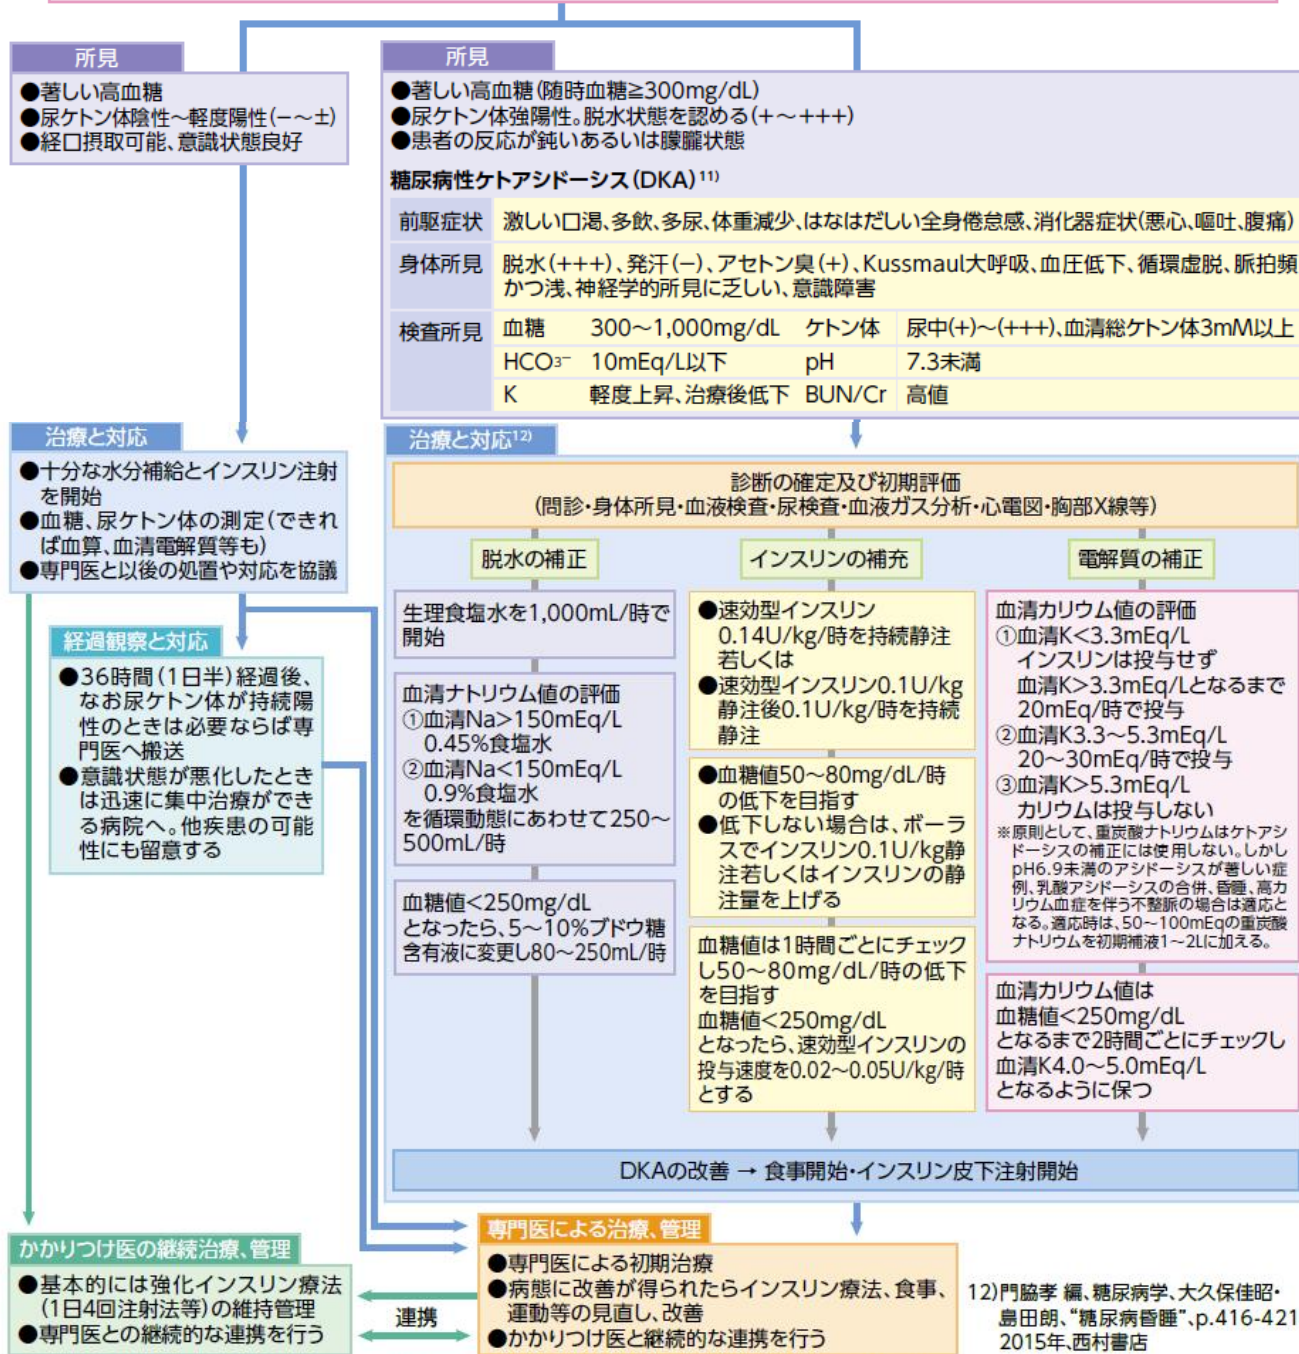 所見
●著しい高血糖
●尿ケトン体陰性～軽度陽性(－～±)
●経口摂取可能、意識状態良好
所見
●著しい高血糖(随時血糖≧300mg/dL)
●尿ケトン体強陽性。脱水状態を認める(＋～＋＋＋)
●患者の反応が鈍いあるいは朦朧状態
糖尿病性ケトアシドーシス(DKA)11)
前駆症状 激しい口渇、多飲、多尿、体重減少、はなはだしい全身倦怠感、消化器症状(悪心、嘔吐、腹痛)
身体所見 脱水(＋＋＋)、発汗(－)、アセトン臭(＋)、Kussmaul大呼吸、血圧低下、循環虚脱、脈拍頻
かつ浅、神経学的所見に乏しい、意識障害
検査所見 血糖 300～1,000mg/dL ケトン体 尿中(＋)～(＋＋＋)、血清総ケトン体3mM以上
HCO3− 10mEq/L以下 pH 7.3未満
K 軽度上昇、治療後低下 BUN/Cr 高値
治療と対応
●十分な水分補給とインスリン注射
を開始
●血糖、尿ケトン体の測定(できれ
ば血算、血清電解質等も)
●専門医と以後の処置や対応を協議
経過観察と対応
●36時間(1日半)経過後、
なお尿ケトン体が持続陽
性のときは必要ならば専
門医へ搬送
●意識状態が悪化したとき
は迅速に集中治療ができ
る病院へ。他疾患の可能
性にも留意する
治療と対応12)
診断の確定及び初期評価
(問診・身体所見・血液検査・尿検査・血液ガス分析・心電図・胸部X線等)
脱水の補正
生理食塩水を1,000mL/時で
開始
血清ナトリウム値の評価
①血清Na>150mEq/L
0.45%食塩水
②血清Na<150mEq/L
0.9%食塩水
を循環動態にあわせて250～
500mL/時
血糖値<250mg/dL
となったら、5～10%ブドウ糖
含有液に変更し80～250mL/時
インスリンの補充
●速効型インスリン
0.14U/kg/時を持続静注
若しくは
●速効型インスリン0.1U/kg
静注後0.1U/kg/時を持続
静注
●血糖値50～80mg/dL/時
の低下を目指す
●低下しない場合は、ボーラ
スでインスリン0.1U/kg静
注若しくはインスリンの静
注量を上げる
血糖値は1時間ごとにチェック
し50～80mg/dL/時の低下
を目指す
血糖値<250mg/dL
となったら、速効型インスリンの
投与速度を0.02～0.05U/kg/時
とする
電解質の補正
血清カリウム値の評価
①血清K<3.3mEq/L
インスリンは投与せず
血清K>3.3mEq/Lとなるまで
20mEq/時で投与
②血清K3.3～5.3mEq/L
20～30mEq/時で投与
③血清K>5.3mEq/L
カリウムは投与しない
※原則として、重炭酸ナトリウムはケトアシ
ドーシスの補正には使用しない。しかし
pH6.9未満のアシドーシスが著しい症
例、乳酸アシドーシスの合併、昏睡、高カ
リウム血症を伴う不整脈の場合は適応と
なる。適応時は、50～100mEqの重炭酸
ナトリウムを初期補液1～2Lに加える。
血清カリウム値は
血糖値<250mg/dL
となるまで2時間ごとにチェックし
血清K4.0～5.0mEq/L
となるように保つ
DKAの改善 → 食事開始・インスリン皮下注射開始
かかりつけ医の継続治療、管理
●基本的には強化インスリン療法
(1日4回注射法等)の維持管理
●専門医との継続的な連携を行う
連携
専門医による治療、管理
●専門医による初期治療
●病態に改善が得られたらインスリン療法、食事、
運動等の見直し、改善
●かかりつけ医と継続的な連携を行う
12)門脇孝 編、糖尿病学、大久保佳昭・
島田朗、“糖尿病昏睡”、p.416-421
2015年、西村書店